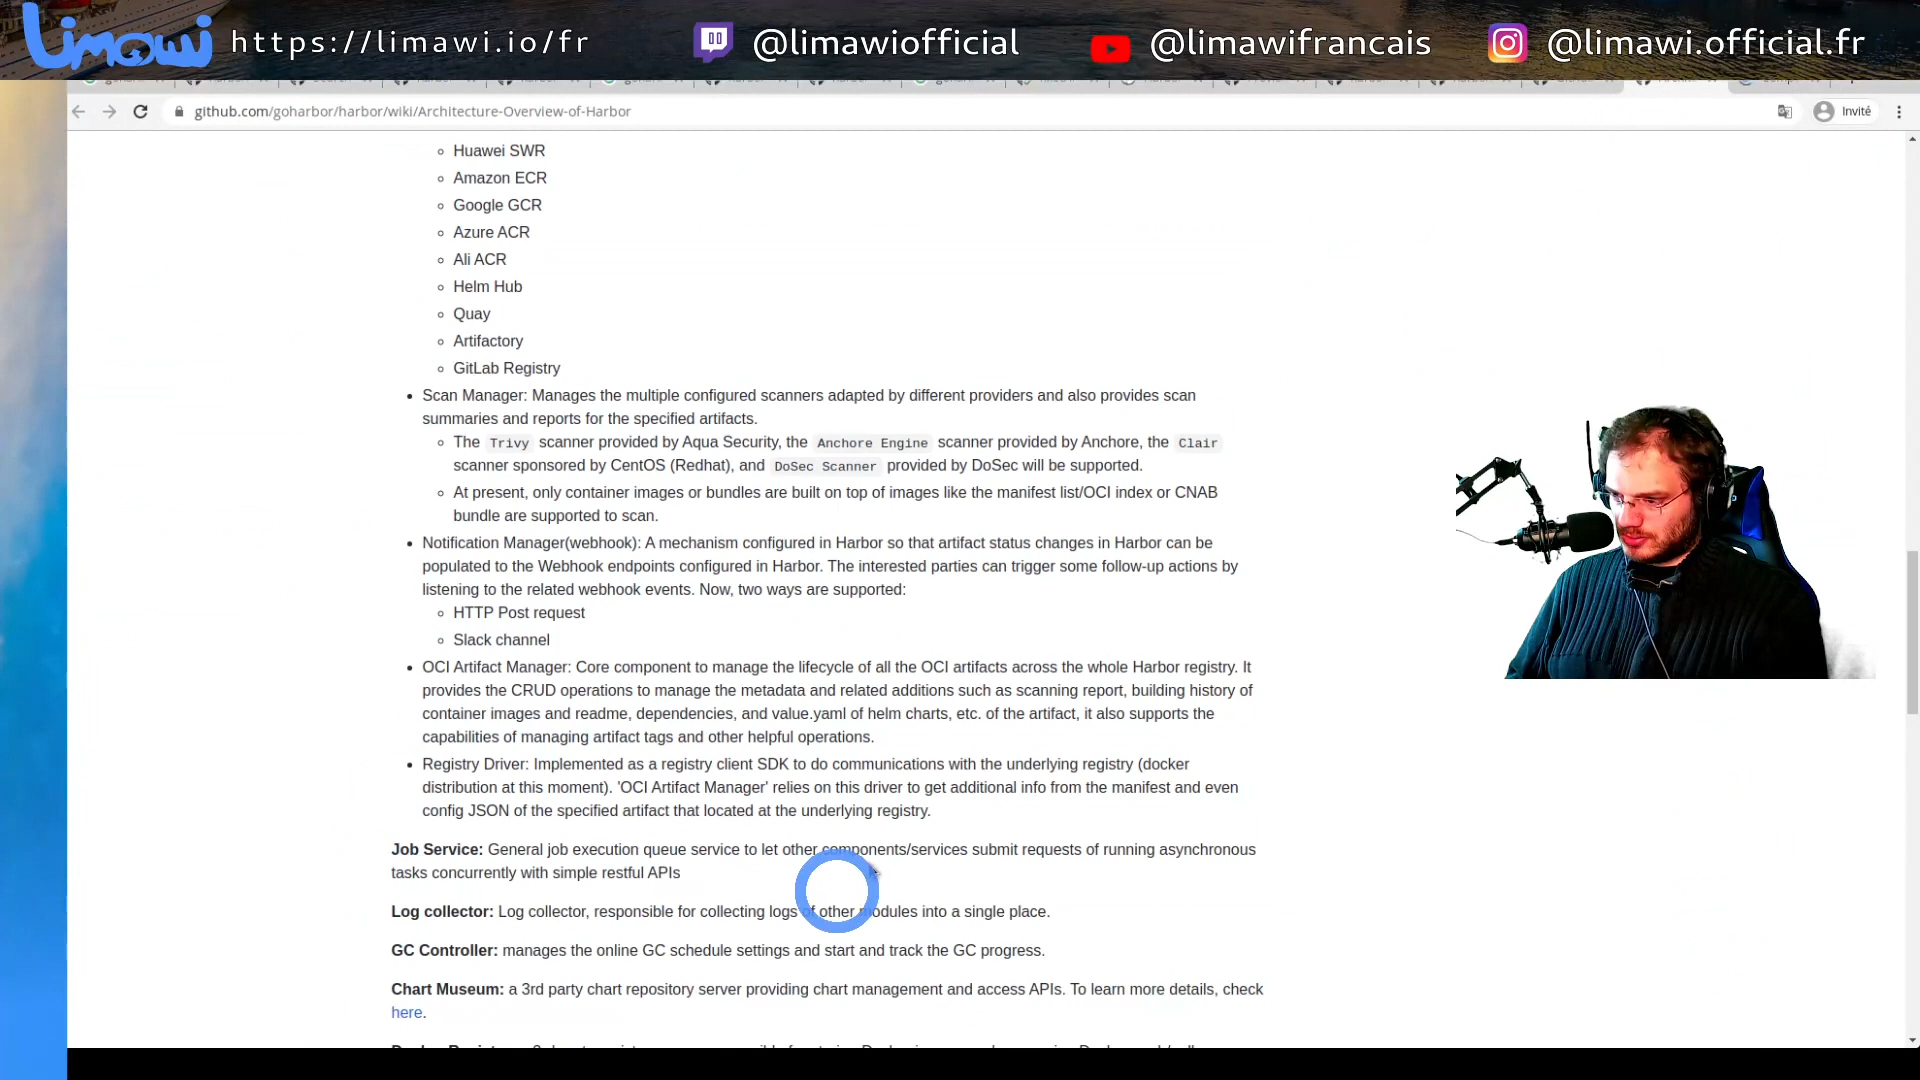 Limawi https://limawi.io/fr @limawiofficial @limawifrancais @limawi.official.fr
github.com/goharbor/harbor/wiki/Architecture-Overview-of-Harbor Invité
Huawei SWR
Amazon ECR
Google GCR
Azure ACR
Ali ACR
Helm Hub
Quay
Artifactory
GitLab Registry
Scan Manager: Manages the multiple configured scanners adapted by different providers and also provides scan
summaries and reports for the specified artifacts.
The Trivy scanner provided by Aqua Security, the Anchore Engine scanner provided by Anchore, the Clair
scanner sponsored by CentOS (Redhat), and DoSec Scanner provided by DoSec will be supported.
At present, only container images or bundles are built on top of images like the manifest list/OCI index or CNAB
bundle are supported to scan.
Notification Manager(webhook): A mechanism configured in Harbor so that artifact status changes in Harbor can be
populated to the Webhook endpoints configured in Harbor. The interested parties can trigger some follow-up actions by
listening to the related webhook events. Now, two ways are supported:
HTTP Post request
Slack channel
OCI Artifact Manager: Core component to manage the lifecycle of all the OCI artifacts across the whole Harbor registry. It
provides the CRUD operations to manage the metadata and related additions such as scanning report, building history of
container images and readme, dependencies, and value.yaml of helm charts, etc. of the artifact, it also supports the
capabilities of managing artifact tags and other helpful operations.
Registry Driver: Implemented as a registry client SDK to do communications with the underlying registry (docker
distribution at this moment). 'OCI Artifact Manager' relies on this driver to get additional info from the manifest and even
config JSON of the specified artifact that located at the underlying registry.
Job Service: General job execution queue service to let other components/services submit requests of running asynchronous
tasks concurrently with simple restful APIs
Log collector: Log collector, responsible for collecting logs of other modules into a single place.
GC Controller: manages the online GC schedule settings and start and track the GC progress.
Chart Museum: a 3rd party chart repository server providing chart management and access APIs. To learn more details, check
here.